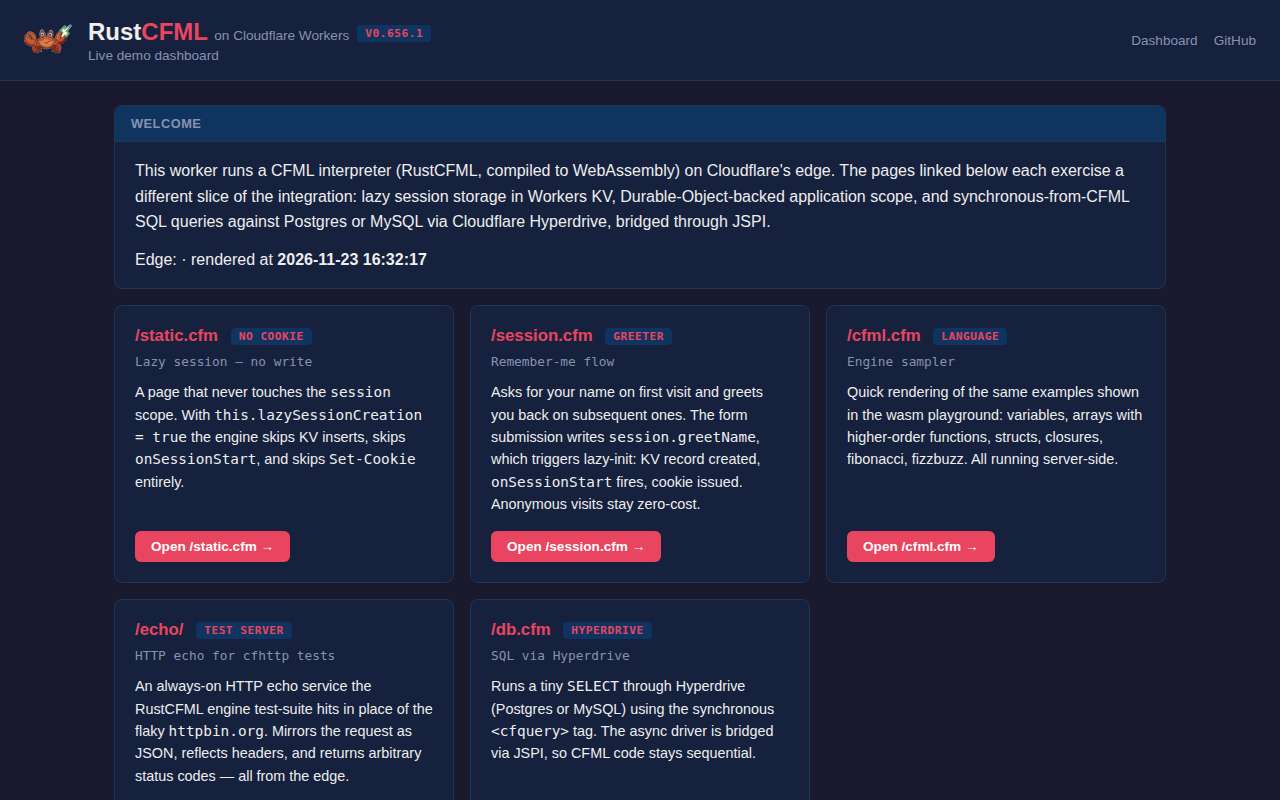 RustCFML on Cloudflare Workers V0.656.1
Live demo dashboard
Dashboard GitHub
WELCOME
This worker runs a CFML interpreter (RustCFML, compiled to WebAssembly) on Cloudflare's edge. The pages linked below each exercise a
different slice of the integration: lazy session storage in Workers KV, Durable-Object-backed application scope, and synchronous-from-CFML
SQL queries against Postgres or MySQL via Cloudflare Hyperdrive, bridged through JSPI.
Edge: · rendered at 2026-11-23 16:32:17
/static.cfm NO COOKIE
Lazy session — no write
A page that never touches the session
scope. With this.lazySessionCreation
= true the engine skips KV inserts, skips
onSessionStart, and skips Set-Cookie
entirely.
Open /static.cfm →
/session.cfm GREETER
Remember-me flow
Asks for your name on first visit and greets
you back on subsequent ones. The form
submission writes session.greetName,
which triggers lazy-init: KV record created,
onSessionStart fires, cookie issued.
Anonymous visits stay zero-cost.
Open /session.cfm →
/cfml.cfm LANGUAGE
Engine sampler
Quick rendering of the same examples shown
in the wasm playground: variables, arrays with
higher-order functions, structs, closures,
fibonacci, fizzbuzz. All running server-side.
Open /cfml.cfm →
/echo/ TEST SERVER
HTTP echo for cfhttp tests
An always-on HTTP echo service the
RustCFML engine test-suite hits in place of the
flaky httpbin.org. Mirrors the request as
JSON, reflects headers, and returns arbitrary
status codes — all from the edge.
/db.cfm HYPERDRIVE
SQL via Hyperdrive
Runs a tiny SELECT through Hyperdrive
(Postgres or MySQL) using the synchronous
<cfquery> tag. The async driver is bridged
via JSPI, so CFML code stays sequential.